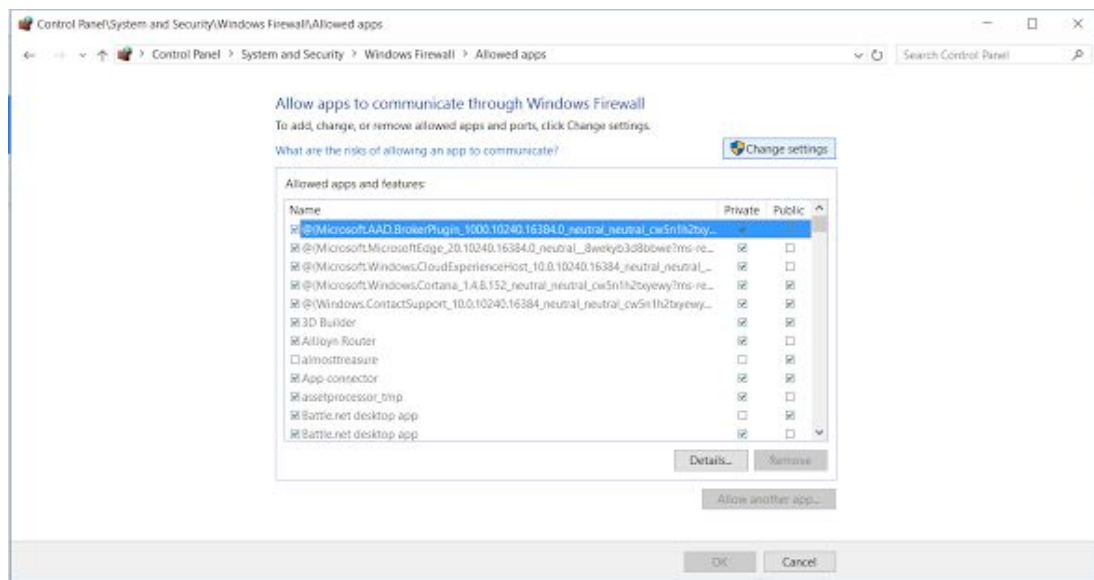 Control Panel\System and Security\Windows Firewall\Allowed apps
Control Panel > System and Security > Windows Firewall > Allowed apps
Search Control Panel
Allow apps to communicate through Windows Firewall
To add, change, or remove allowed apps and ports, click Change settings.
What are the risks of allowing an app to communicate?
Change settings
Allowed apps and features:
Name Private Public
@{Microsoft.AAD.BrokerPlugin_1000.10240.16384.0_neutral_neutral_cw5n1h2txy...
@{Microsoft.MicrosoftEdge_20.10240.16384.0_neutral__8wekyb3d8bbwe?ms-re...
@{Microsoft.Windows.CloudExperienceHost_10.0.10240.16384_neutral_neutral_...
@{Microsoft.Windows.Cortana_1.4.8.152_neutral_neutral_cw5n1h2txyewy?ms-re...
@{Windows.ContactSupport_10.0.10240.16384_neutral_neutral_cw5n1h2txyewy...
3D Builder
AllJoyn Router
almosttreasure
App connector
assetprocessor_tmp
Battle.net desktop app
Battle.net desktop app
Details...
Remove
Allow another app...
OK
Cancel